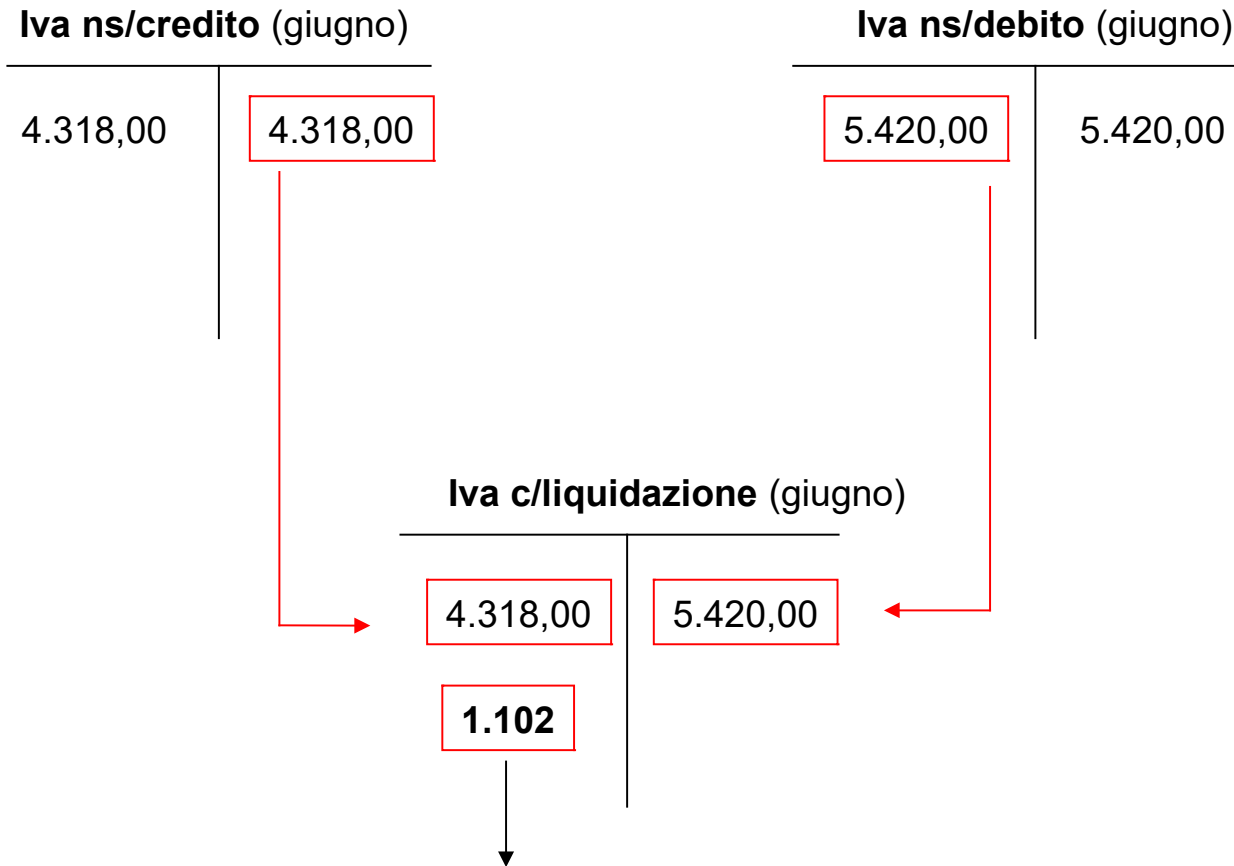 Iva ns/credito (giugno) Iva ns/debito (giugno)
4.318,00 4.318,00 5.420,00 5.420,00
Iva c/liquidazione (giugno)
4.318,00 5.420,00
1.102